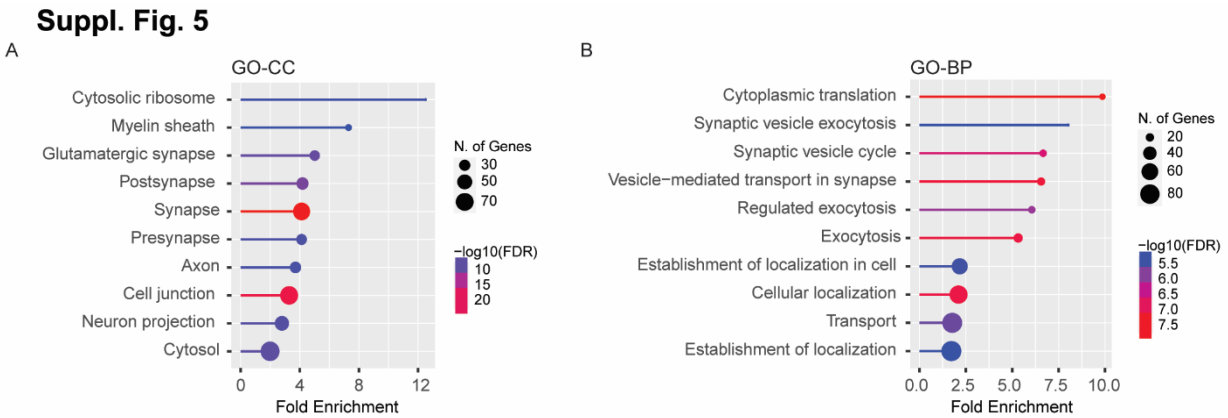 Suppl. Fig. 5
A
GO-CC
Cytosolic ribosome
Myelin sheath
Glutamatergic synapse
Postsynapse
Synapse
Presynapse
Axon
Cell junction
Neuron projection
Cytosol
0 4 8 12
Fold Enrichment
N. of Genes
30
50
70
−log10(FDR)
10
15
20
B
GO-BP
Cytoplasmic translation
Synaptic vesicle exocytosis
Synaptic vesicle cycle
Vesicle−mediated transport in synapse
Regulated exocytosis
Exocytosis
Establishment of localization in cell
Cellular localization
Transport
Establishment of localization
0.0 2.5 5.0 7.5 10.0
Fold Enrichment
N. of Genes
20
40
60
80
−log10(FDR)
5.5
6.0
6.5
7.0
7.5